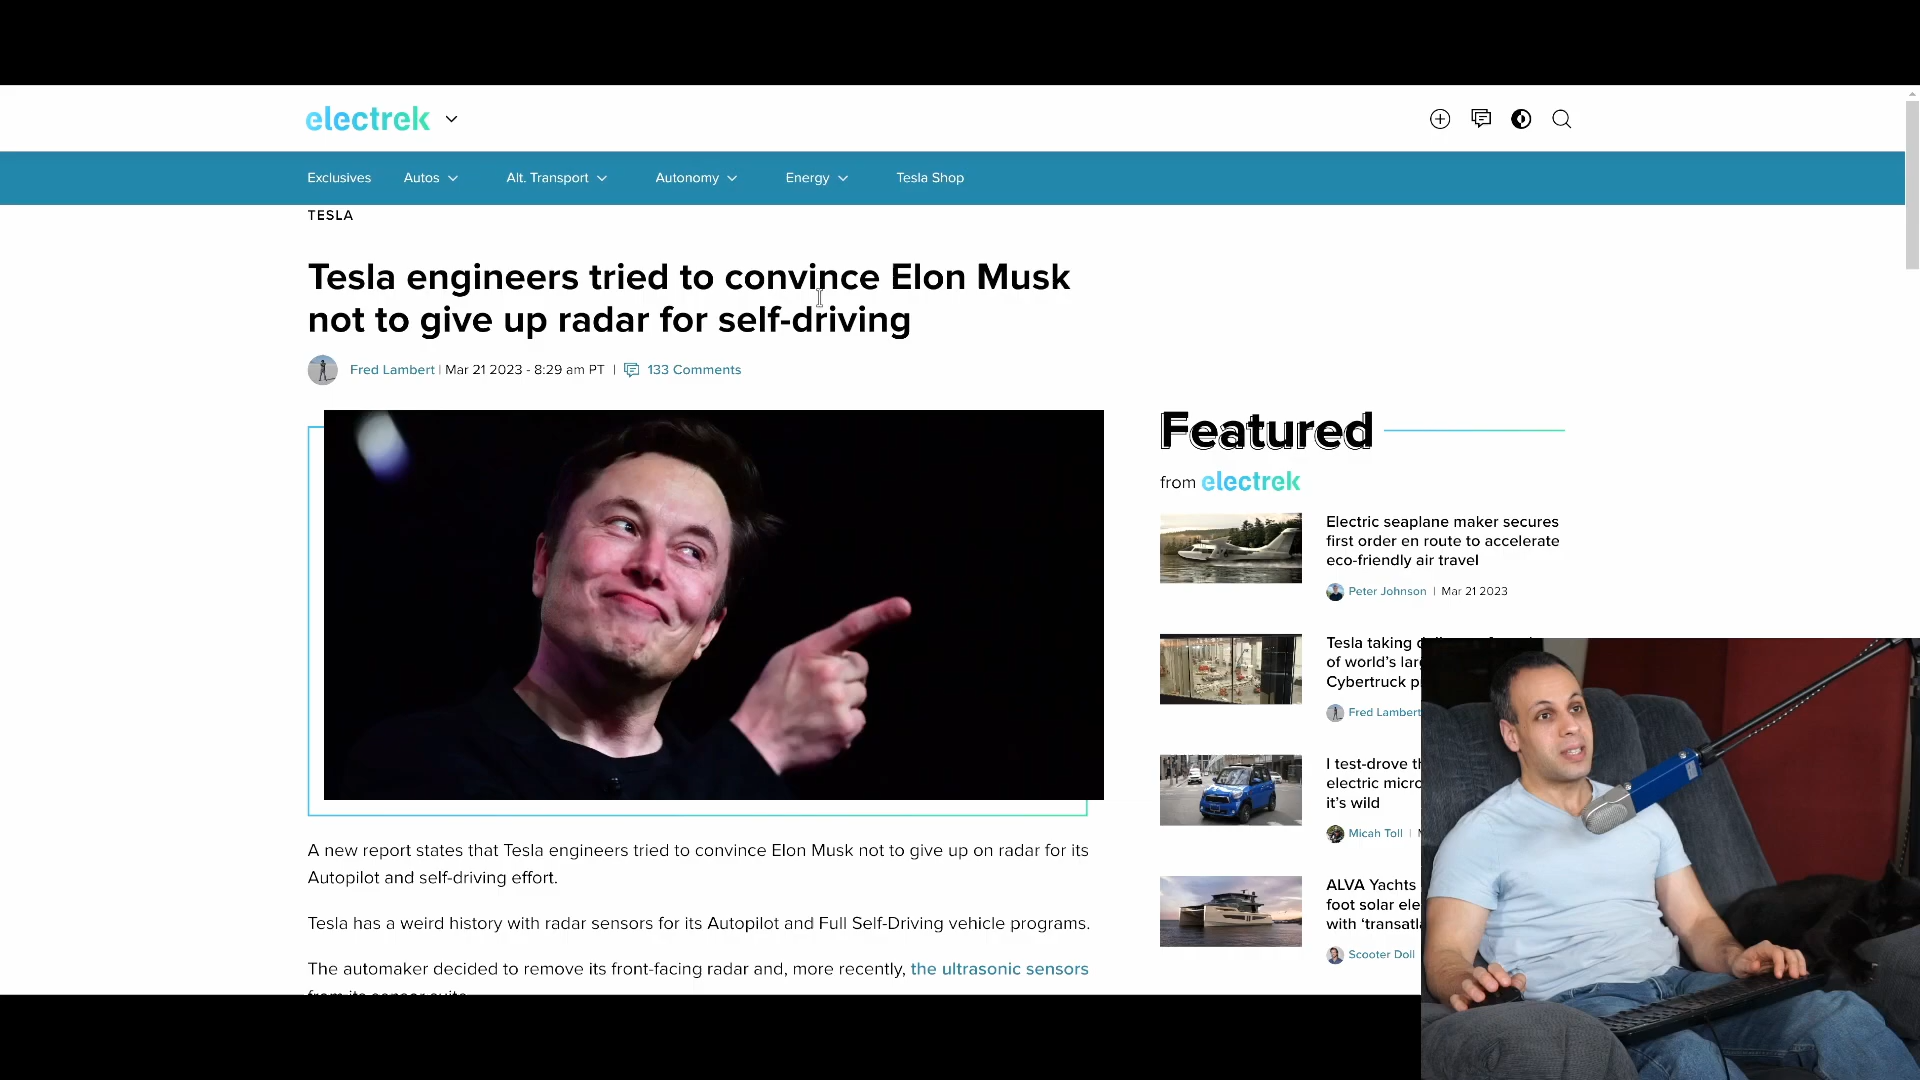 electrek
Exclusives Autos Alt. Transport Autonomy Energy Tesla Shop
TESLA
Tesla engineers tried to convince Elon Musk
not to give up radar for self-driving
Fred Lambert | Mar 21 2023 - 8:29 am PT | 133 Comments
A new report states that Tesla engineers tried to convince Elon Musk not to give up on radar for its
Autopilot and self-driving effort.
Tesla has a weird history with radar sensors for its Autopilot and Full Self-Driving vehicle programs.
The automaker decided to remove its front-facing radar and, more recently, the ultrasonic sensors
from its sensor suite.
Featured
from electrek
Electric seaplane maker secures
first order en route to accelerate
eco-friendly air travel
Peter Johnson | Mar 21 2023
Tesla taking
of world's
Cybertruck
Fred Lambert
I test-drove
electric
it's wild
Micah Toll |
ALVA Yachts
foot solar
with
Scooter Doll